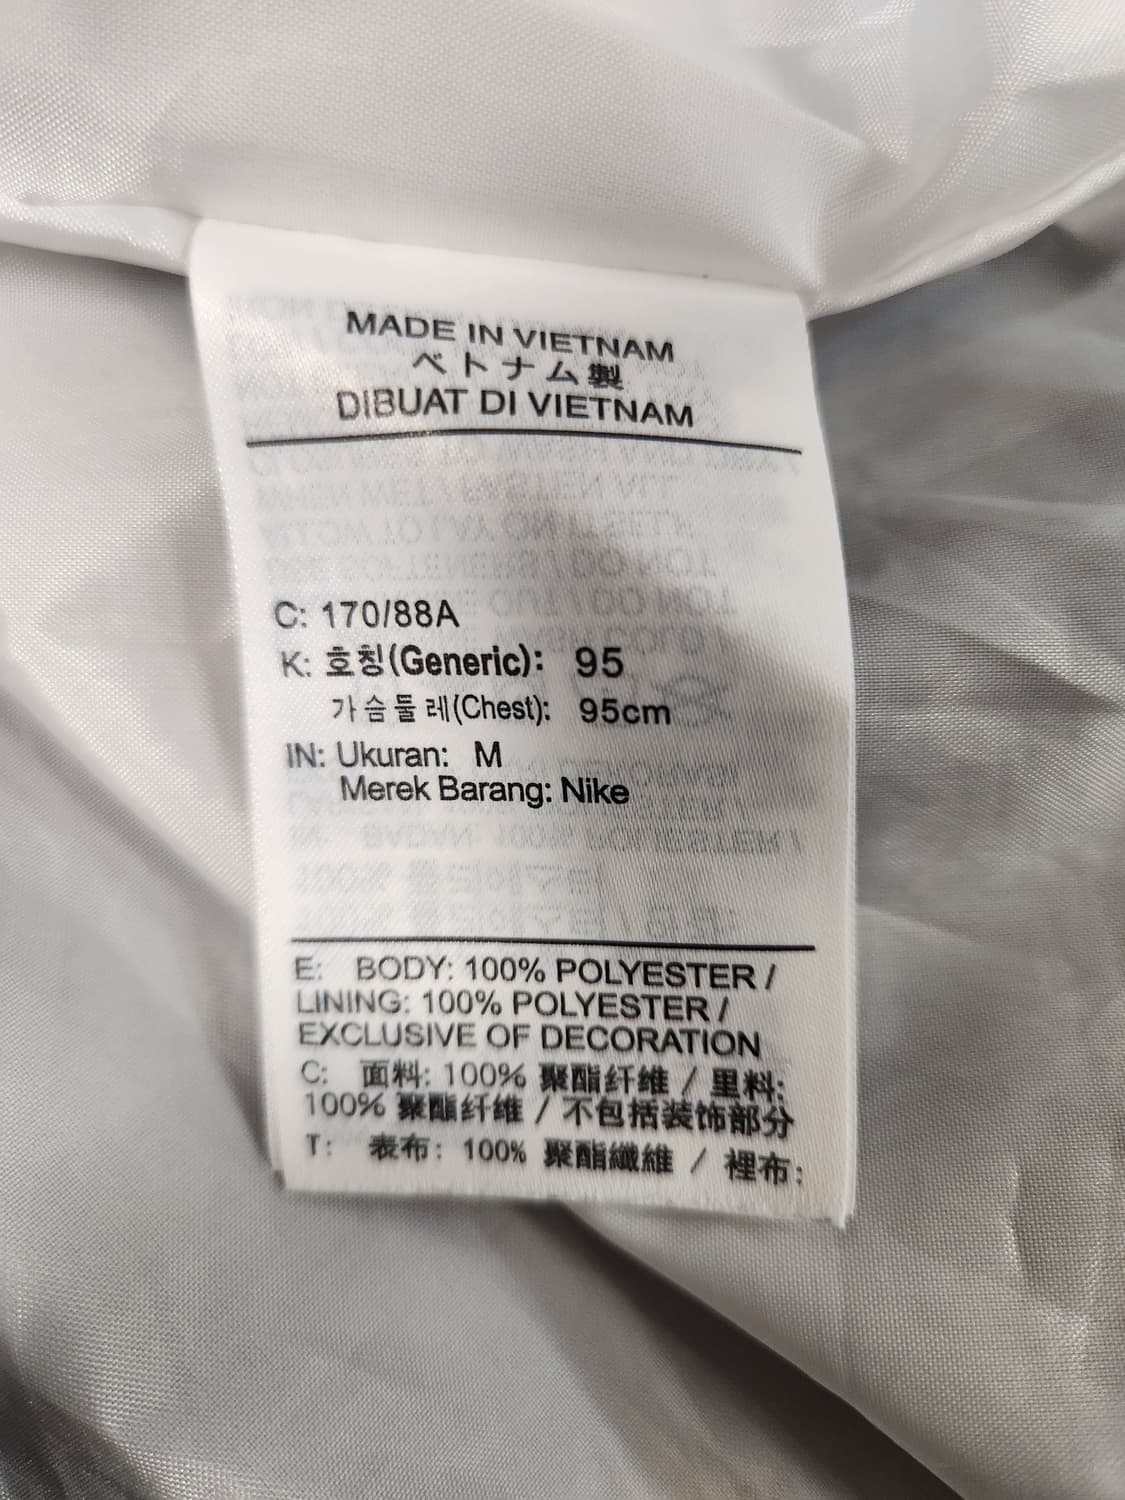 MADE IN VIETNAM
ベトナム製
DIBUAT DI VIETNAM
C: 170/88A
K: 호칭(Generic): 95
가슴둘레(Chest): 95cm
IN: Ukuran: M
Merek Barang: Nike
E: BODY: 100% POLYESTER /
LINING: 100% POLYESTER /
EXCLUSIVE OF DECORATION
C: 面料: 100% 聚酯纤维 / 里料:
100% 聚酯纤维 / 不包括装饰部分
T: 表布: 100% 聚酯纖維 / 裡布: